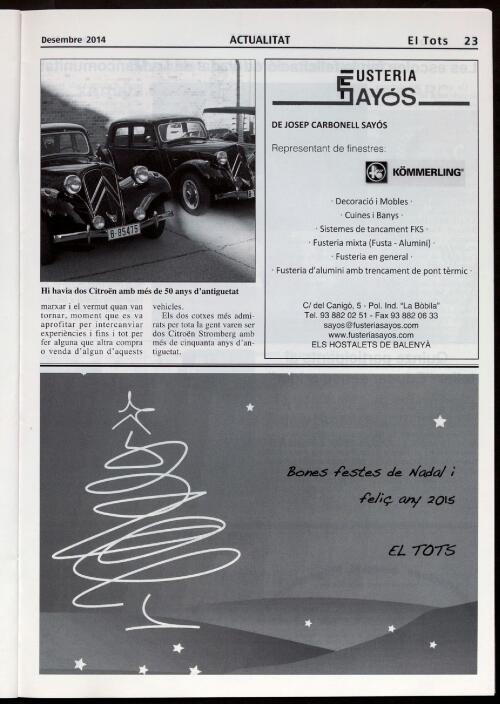 Desembre 2014
ACTUALITAT
El Tots 23
B-85475
Hi havia dos Citroën amb més de 50 anys d'antiguetat
marxar i el vermut quan van
tornar, moment que es va
aprofitar per intercanviar
experiències i fins i tot per
fer alguna que altra compra
o venda d'algun d'aquests
vehicles.
Els dos cotxes més admi-
rats per tota la gent varen ser
dos Citroën Stromberg amb
més de cinquanta anys d'an-
tiguetat.
FUSTERIA
SAYÓS
DE JOSEP CARBONELL SAYÓS
Representant de finestres:
KÖMMERLING®
· Decoració i Mobles ·
· Cuines i Banys ·
· Sistemes de tancament FKS ·
· Fusteria mixta (Fusta - Alumini) ·
· Fusteria en general ·
· Fusteria d'alumini amb trencament de pont tèrmic ·
C/ del Canigó, 5 - Pol. Ind. "La Bòbila"
Tel. 93 882 02 51 - Fax 93 882 06 33
sayos@fusteriasayos.com
www.fusteriasayos.com
ELS HOSTALETS DE BALENYÀ
Bones festes de Nadal i
feliç any 2015
EL TOTS